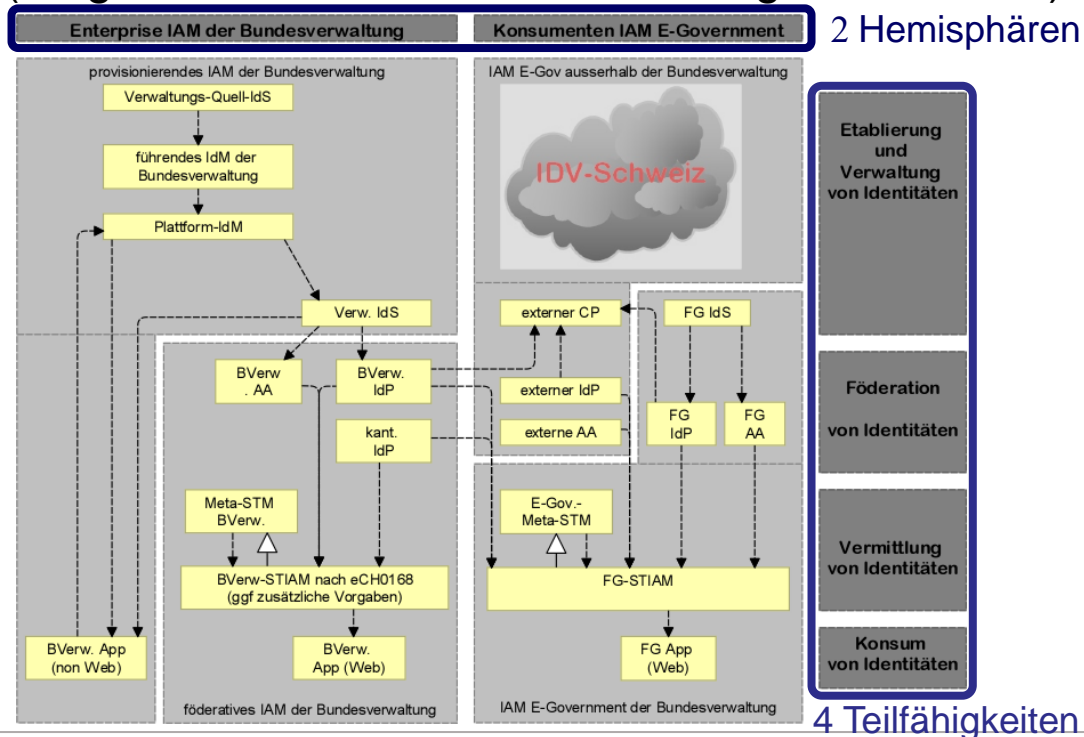 Enterprise IAM der Bundesverwaltung
Konsumenten IAM E-Government
2 Hemisphären
provisionierendes IAM der Bundesverwaltung
Verwaltungs-Quell-IdS
führendes IdM der
Bundesverwaltung
Plattform-IdM
Verw. IdS
IAM E-Gov ausserhalb der Bundesverwaltung
IDV-Schweiz
Etablierung
und
Verwaltung
von Identitäten
externer CP
FG IdS
BVerw
. AA
BVerw.
IdP
externer IdP
externe AA
FG
IdP
FG
AA
Föderation
von Identitäten
kant.
IdP
Meta-STM
BVerw.
E-Gov.-
Meta-STM
BVerw-STIAM nach eCH0168
(ggf zusätzliche Vorgaben)
FG-STIAM
Vermittlung
von Identitäten
BVerw. App
(non Web)
BVerw.
App (Web)
FG App
(Web)
Konsum
von Identitäten
föderatives IAM der Bundesverwaltung
IAM E-Government der Bundesverwaltung
4 Teilfähigkeiten